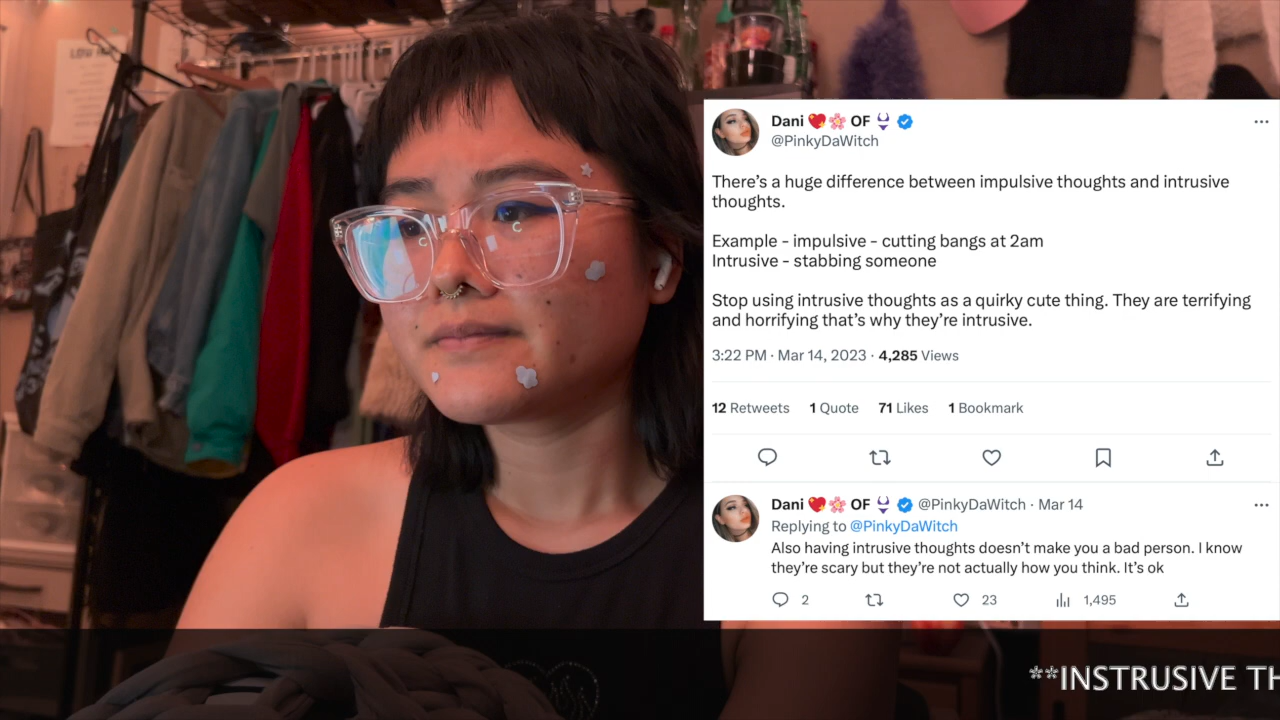 LOW
Dani 💖🌸 OF 👙
@PinkyDaWitch
There's a huge difference between impulsive thoughts and intrusive
thoughts.
Example - impulsive - cutting bangs at 2am
Intrusive - stabbing someone
Stop using intrusive thoughts as a quirky cute thing. They are terrifying
and horrifying that's why they're intrusive.
3:22 PM · Mar 14, 2023 · 4,285 Views
12 Retweets 1 Quote 71 Likes 1 Bookmark
Dani 💖🌸 OF 👙 @PinkyDaWitch · Mar 14
Replying to @PinkyDaWitch
Also having intrusive thoughts doesn't make you a bad person. I know
they're scary but they're not actually how you think. It's ok
2 23 1,495
**INSTRUSIVE TH